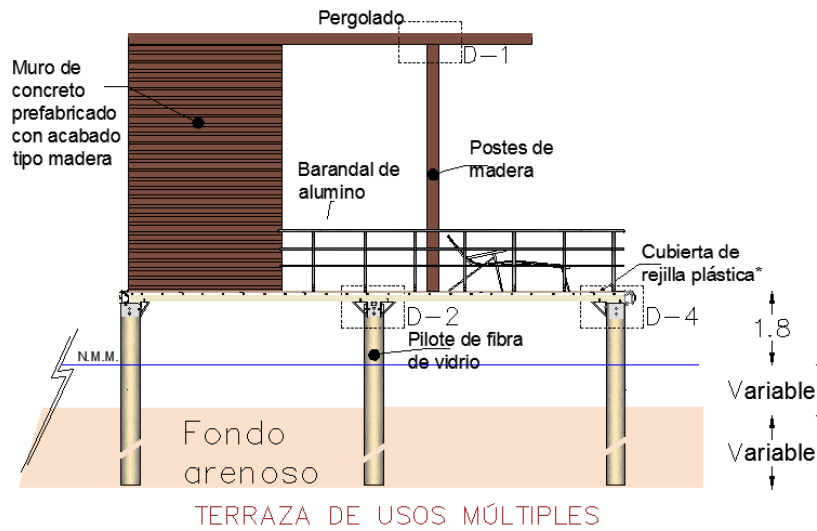 Pergolado
D-1
Muro de
concreto
prefabricado
con acabado
tipo madera
Postes de
madera
Barandal de
alumino
Cubierta de
rejilla plástica*
D-2
D-4
1.8
Pilote de fibra
de vidrio
N.M.M.
Variable
Fondo
arenoso
Variable
TERRAZA DE USOS MÚLTIPLES